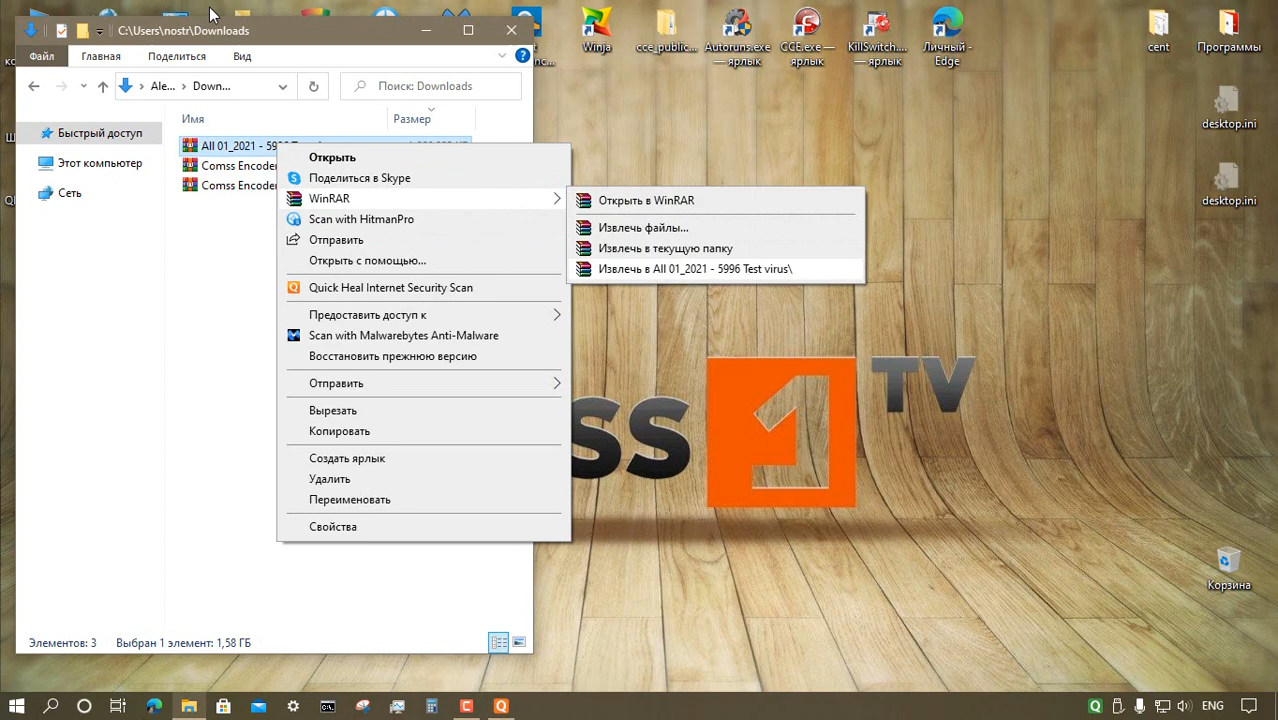 C:\Users\nostr\Downloads
Файл
Главная
Поделиться
Вид
Ale...
Down...
Поиск: Downloads
Имя
Размер
Быстрый доступ
Этот компьютер
Сеть
All 01_2021 - 5996
Comss Encoder
Comss Encoder
Открыть
Поделиться в Skype
WinRAR
Scan with HitmanPro
Отправить
Открыть с помощью...
Quick Heal Internet Security Scan
Предоставить доступ к
Scan with Malwarebytes Anti-Malware
Восстановить прежнюю версию
Отправить
Вырезать
Копировать
Создать ярлык
Удалить
Переименовать
Свойства
Открыть в WinRAR
Извлечь файлы...
Извлечь в текущую папку
Извлечь в All 01_2021 - 5996 Test virus\
Элементов: 3
Выбран 1 элемент: 1,58 ГБ
Winja
cce_public...
Autoruns.exe
— ярлык
CCE.exe —
ярлык
KillSwitch....
— ярлык
Личный -
Edge
cent
Программы
desktop.ini
desktop.ini
Корзина
SS
1
TV
ENG